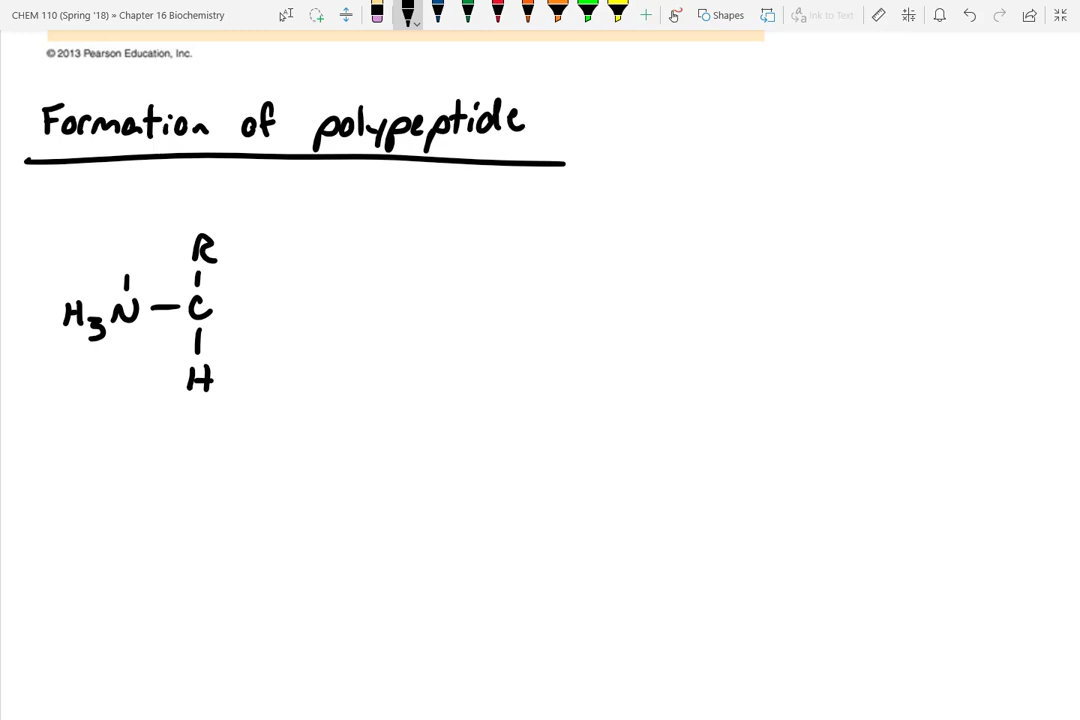 CHEM 110 (Spring '18) » Chapter 16 Biochemistry
Shapes
Ink to Text
© 2013 Pearson Education, Inc.
Formation of polypeptide
R
H₃N – C
H